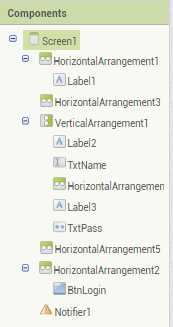 Components
Screen1
HorizontalArrangement1
Label1
HorizontalArrangement3
VerticalArrangement1
Label2
TxtName
HorizontalArrangemen
Label3
TxtPass
HorizontalArrangement5
HorizontalArrangement2
BtnLogin
Notifier1